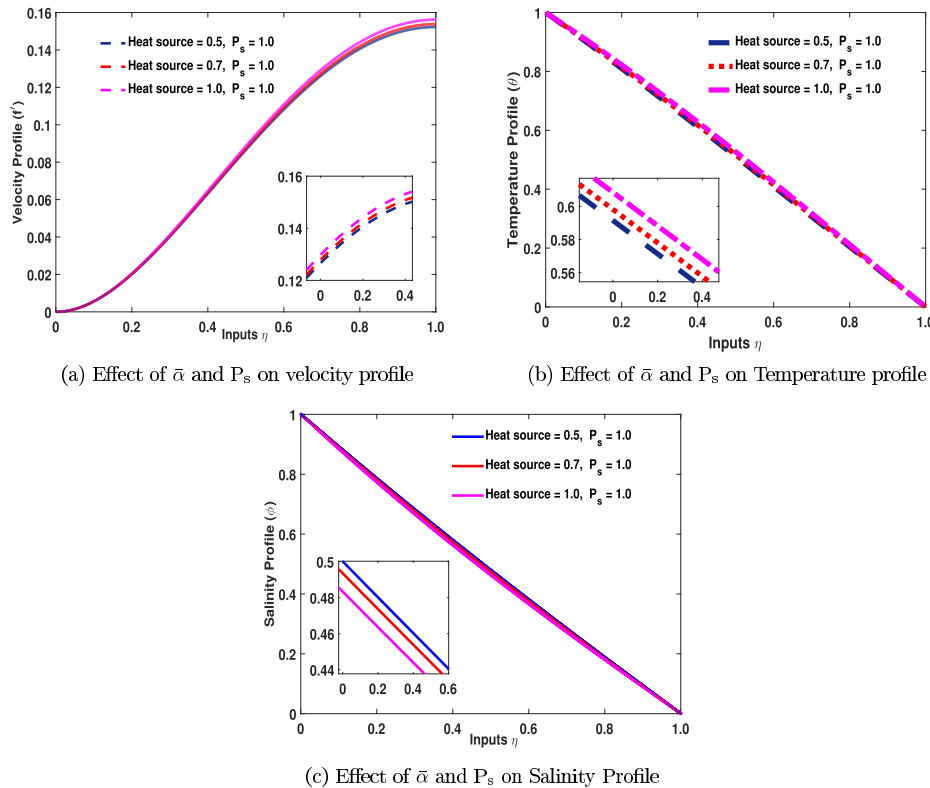 0.16
0.14
0.12
0.10
0.08
0.06
0.04
0.02
0
Velocity Profile (f')
Heat source = 0.5, P_s = 1.0
Heat source = 0.7, P_s = 1.0
Heat source = 1.0, P_s = 1.0
0.16
0.14
0.12
0 0.2 0.4
0 0.2 0.4 0.6 0.8 1.0
Inputs η
(a) Effect of ᾱ and P_s on velocity profile
1
0.8
0.6
0.4
0.2
0
Temperature Profile (θ)
Heat source = 0.5, P_s = 1.0
Heat source = 0.7, P_s = 1.0
Heat source = 1.0, P_s = 1.0
0.6
0.58
0.56
0 0.2 0.4
0 0.2 0.4 0.6 0.8 1.0
Inputs η
(b) Effect of ᾱ and P_s on Temperature profile
1
0.8
0.6
0.4
0.2
0
Salinity Profile (ϕ)
Heat source = 0.5, P_s = 1.0
Heat source = 0.7, P_s = 1.0
Heat source = 1.0, P_s = 1.0
0.5
0.48
0.46
0.44
0 0.2 0.4 0.6
0 0.2 0.4 0.6 0.8 1.0
Inputs η
(c) Effect of ᾱ and P_s on Salinity Profile